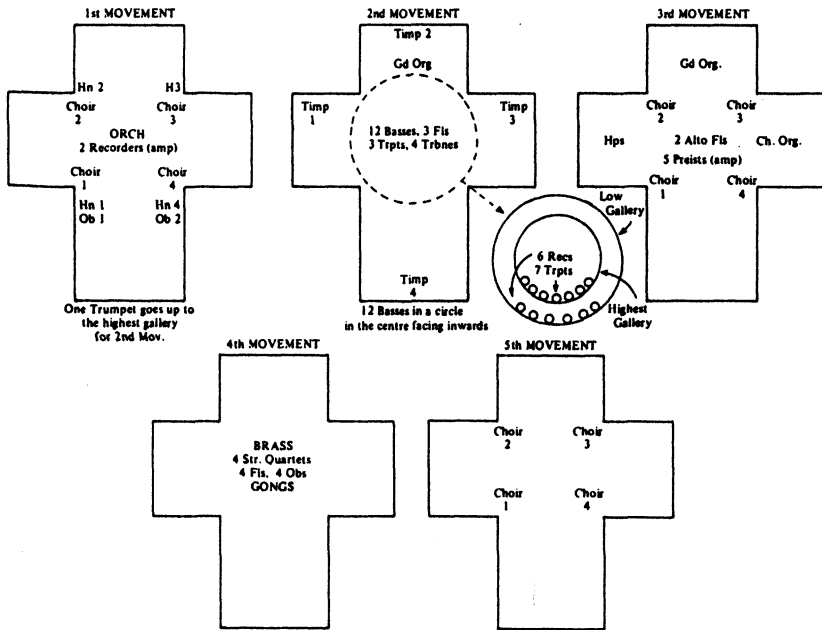 1st MOVEMENT
Hn 2 H3
Choir 2
Choir 3
ORCH
2 Recorders (amp)
Choir 1
Choir 4
Hn 1
Ob 1
Hn 4
Ob 2
One Trumpet goes up to
the highest gallery
for 2nd Mov.
2nd MOVEMENT
Timp 2
Gd Org
Timp
1
Timp
3
12 Basses, 3 Fls
3 Trpts, 4 Trbnes
Timp
4
12 Basses in a circle
in the centre facing inwards
Low
Gallery
6 Recs
7 Trpts
Highest
Gallery
3rd MOVEMENT
Gd Org.
Choir
2
Choir
3
Hps
2 Alto Fls
Ch. Org.
5 Preists (amp)
Choir
1
Choir
4
4th MOVEMENT
BRASS
4 Str. Quartets
4 Fls, 4 Obs
GONGS
5th MOVEMENT
Choir
2
Choir
3
Choir
1
Choir
4